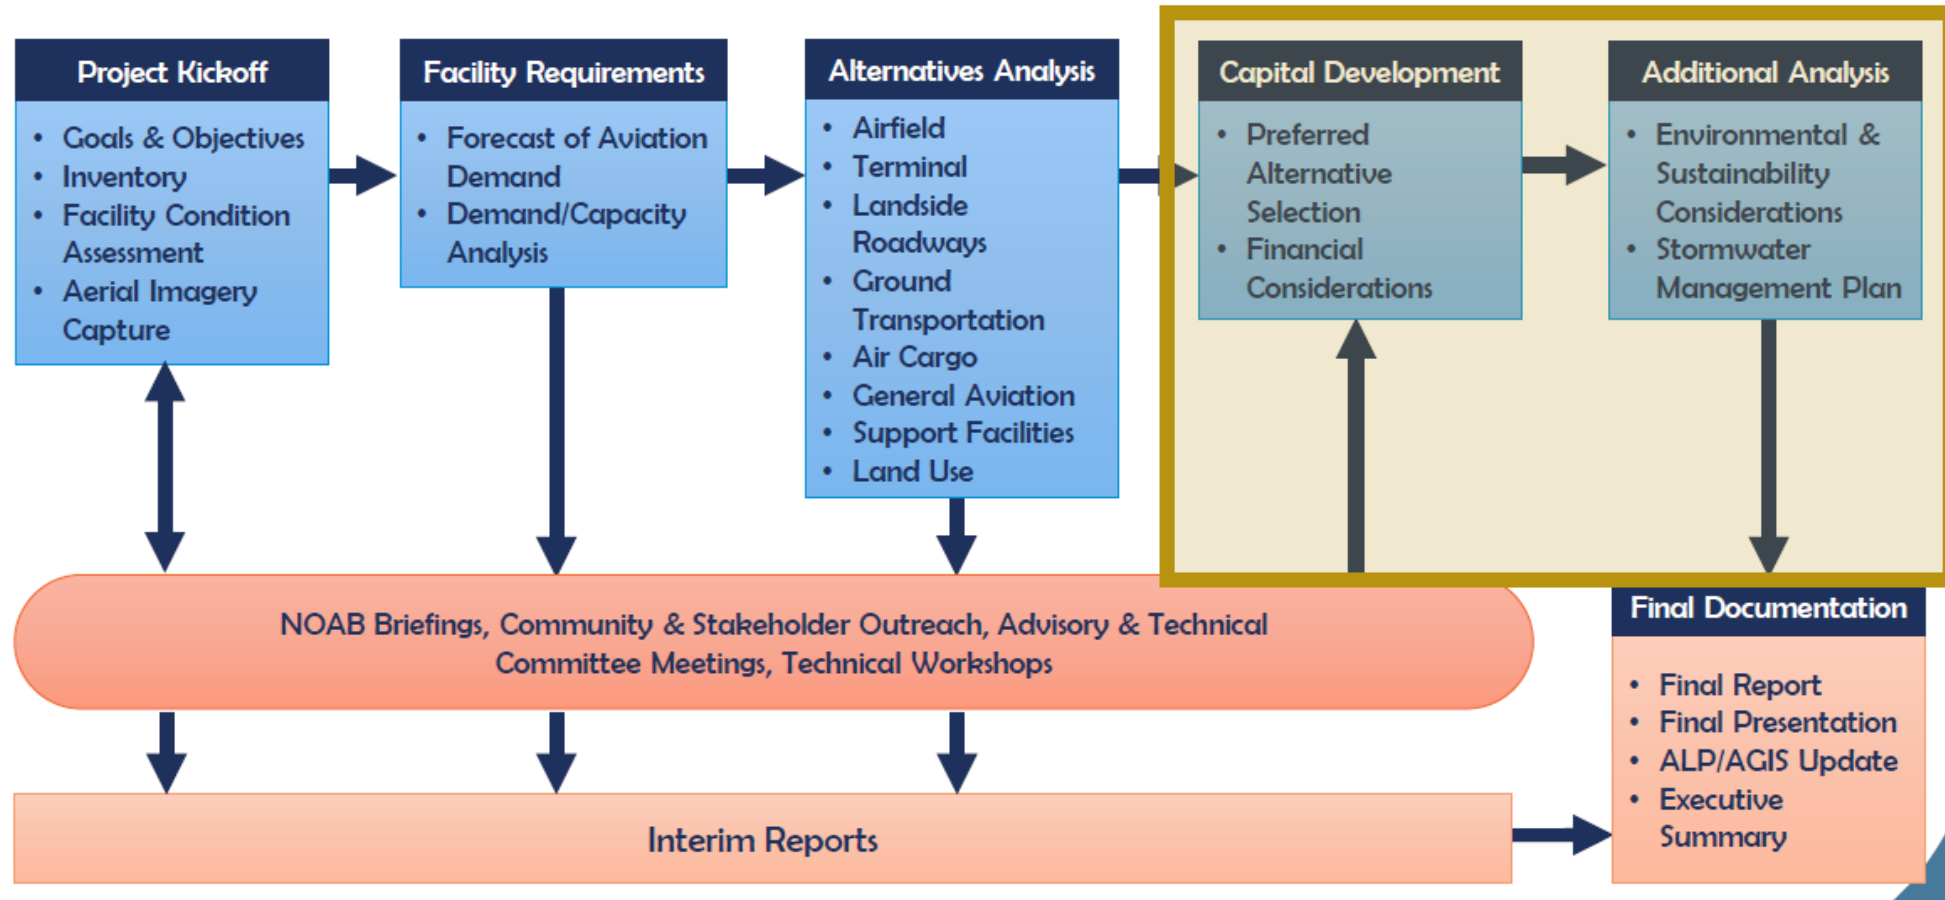 Project Kickoff
• Goals & Objectives
• Inventory
• Facility Condition
Assessment
• Aerial Imagery
Capture
Facility Requirements
• Forecast of Aviation
Demand
• Demand/Capacity
Analysis
Alternatives Analysis
• Airfield
• Terminal
• Landside
Roadways
• Ground
Transportation
• Air Cargo
• General Aviation
• Support Facilities
• Land Use
Capital Development
• Preferred
Alternative
Selection
• Financial
Considerations
Additional Analysis
• Environmental &
Sustainability
Considerations
• Stormwater
Management Plan
NOAB Briefings, Community & Stakeholder Outreach, Advisory & Technical
Committee Meetings, Technical Workshops
Interim Reports
Final Documentation
• Final Report
• Final Presentation
• ALP/AGIS Update
• Executive
Summary